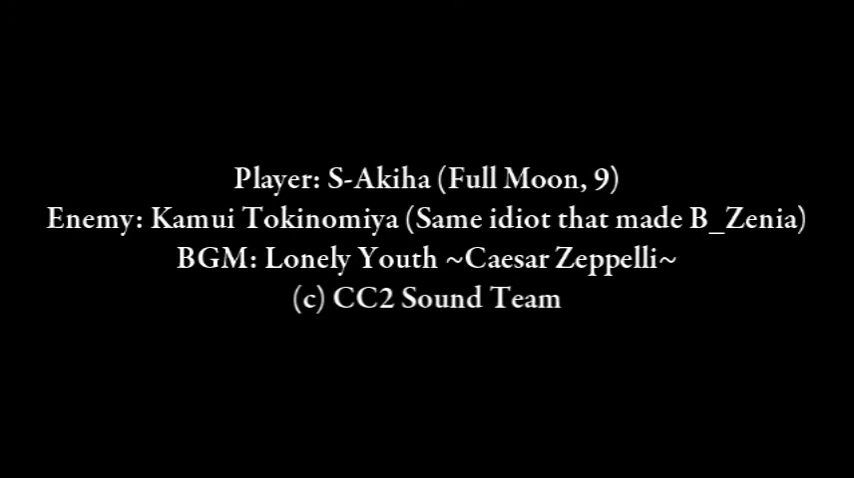 Player: S-Akiha (Full Moon, 9)
Enemy: Kamui Tokinomiya (Same idiot that made B_Zenia)
BGM: Lonely Youth ~Caesar Zeppelli~
(c) CC2 Sound Team